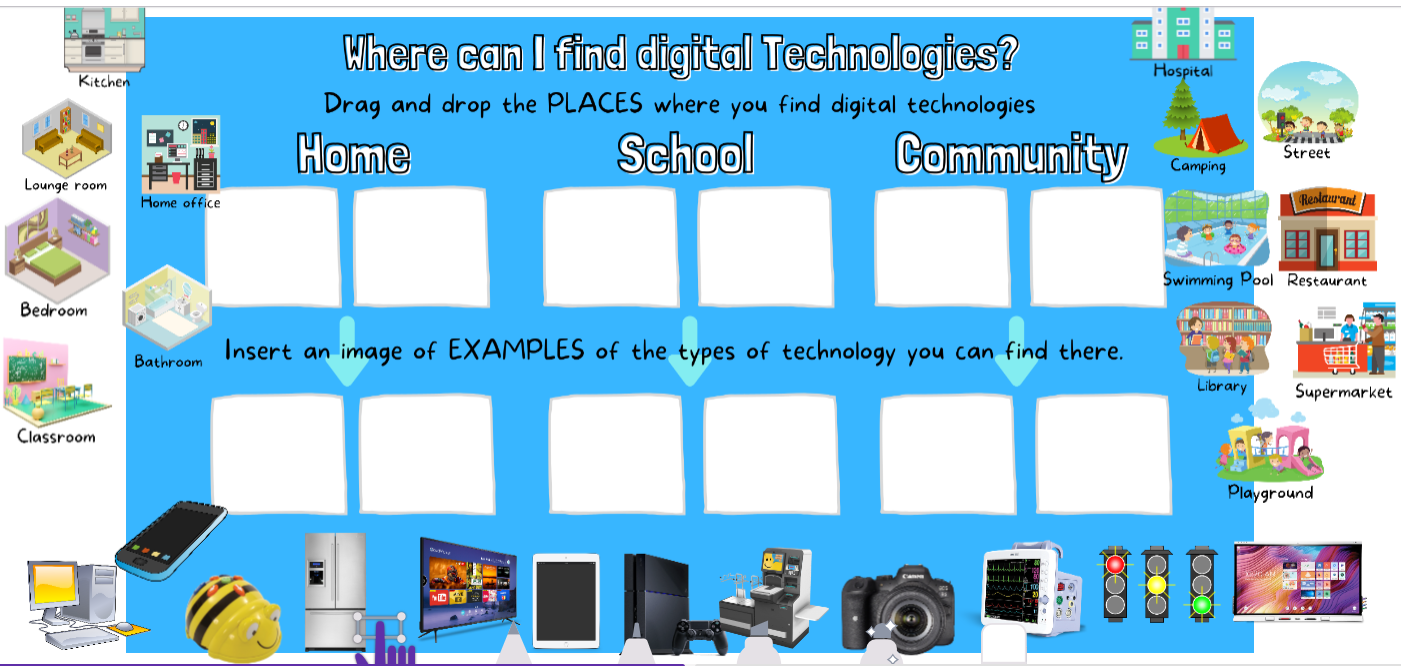 Where can I find digital Technologies?
Drag and drop the PLACES where you find digital technologies
Home
School
Community
Kitchen
Lounge room
Home office
Bedroom
Bathroom
Classroom
Hospital
Camping
Street
Swimming Pool
Restaurant
Restaurant
Library
Supermarket
Playground
Insert an image of EXAMPLES of the types of technology you can find there.
Canon